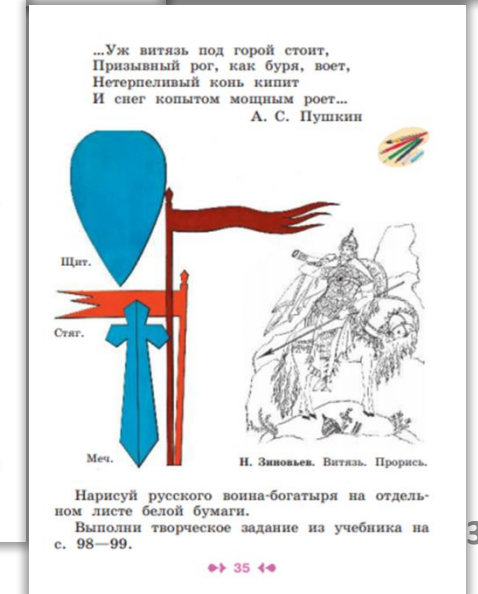 …Уж витязь под горой стоит,
Призывный рог, как буря, воет,
Нетерпеливый конь кипит
И снег копытом мощным роет…
А. С. Пушкин
Щит.
Стяг.
Меч.
Н. Зиновьев. Витязь. Прорись.
Нарисуй русского воина-богатыря на отдель-
ном листе белой бумаги.
Выполни творческое задание из учебника на
с. 98—99.
35